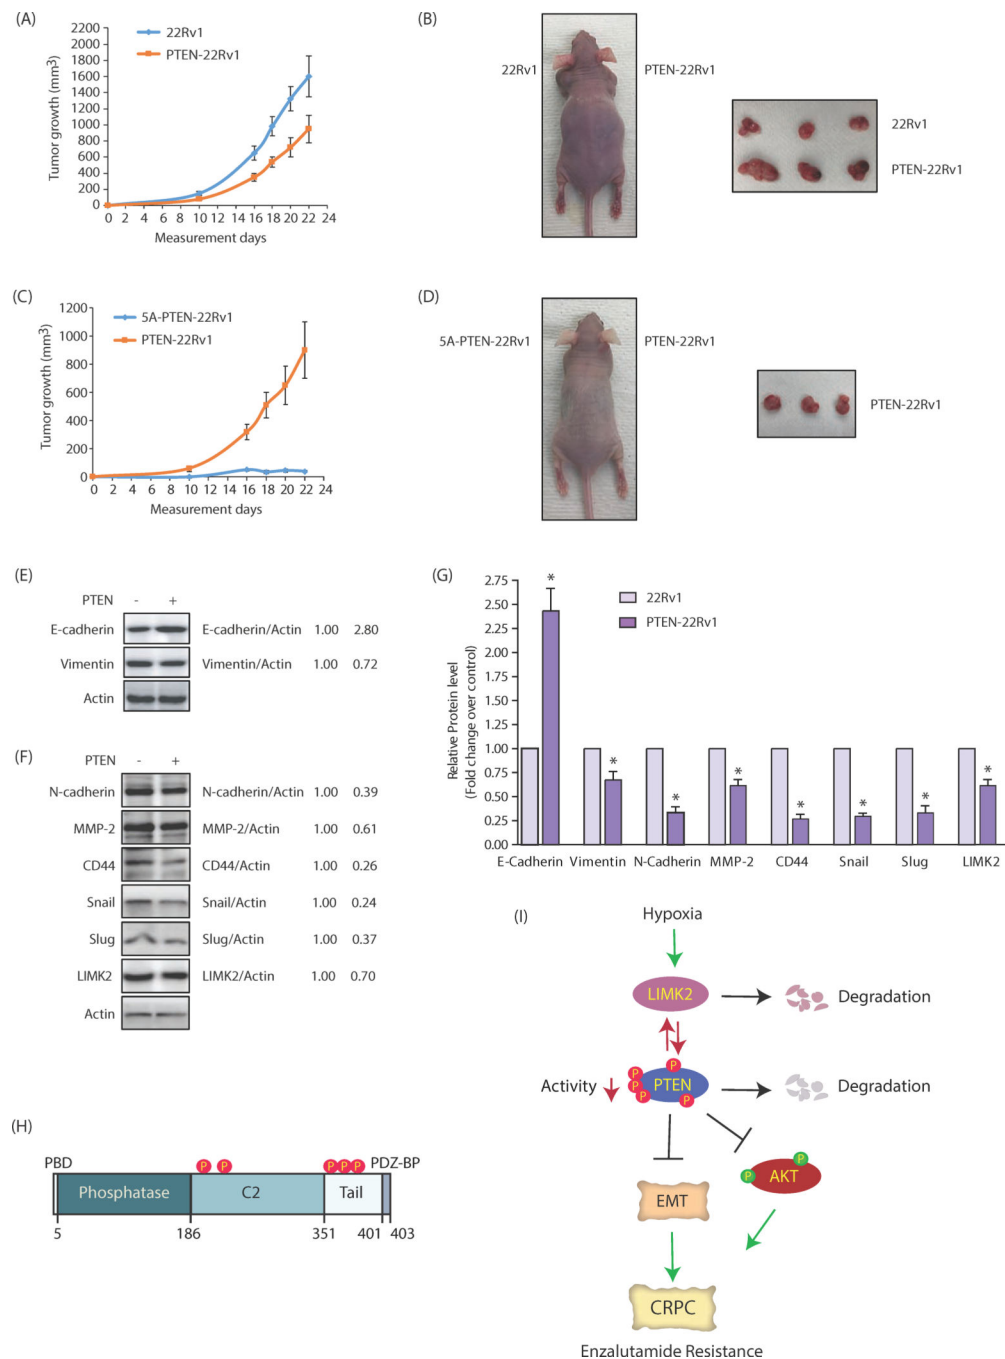 (A)
22Rv1
PTEN-22Rv1
Tumor growth (mm3)
2200
2000
1800
1600
1400
1200
1000
800
600
400
200
0
0 2 4 6 8 10 12 14 16 18 20 22 24
Measurement days
(B)
22Rv1
PTEN-22Rv1
22Rv1
PTEN-22Rv1
(C)
5A-PTEN-22Rv1
PTEN-22Rv1
Tumor growth (mm3)
1200
1000
800
600
400
200
0
0 2 4 6 8 10 12 14 16 18 20 22 24
Measurement days
(D)
5A-PTEN-22Rv1
PTEN-22Rv1
PTEN-22Rv1
(E)
PTEN - +
E-cadherin E-cadherin/Actin 1.00 2.80
Vimentin Vimentin/Actin 1.00 0.72
Actin
(F)
PTEN - +
N-cadherin N-cadherin/Actin 1.00 0.39
MMP-2 MMP-2/Actin 1.00 0.61
CD44 CD44/Actin 1.00 0.26
Snail Snail/Actin 1.00 0.24
Slug Slug/Actin 1.00 0.37
LIMK2 LIMK2/Actin 1.00 0.70
Actin
(G)
22Rv1
PTEN-22Rv1
Relative Protein level
(Fold change over control)
2.75
2.50
2.25
2.00
1.75
1.50
1.25
1.00
0.75
0.50
0.25
0.00
* * * * * * * *
E-Cadherin Vimentin N-Cadherin MMP-2 CD44 Snail Slug LIMK2
(H)
P P P P P
PBD PDZ-BP
Phosphatase C2 Tail
5 186 351 401 403
(I)
Hypoxia
LIMK2 Degradation
Activity PTEN Degradation
P P P P P
P P
AKT
EMT
CRPC
Enzalutamide Resistance